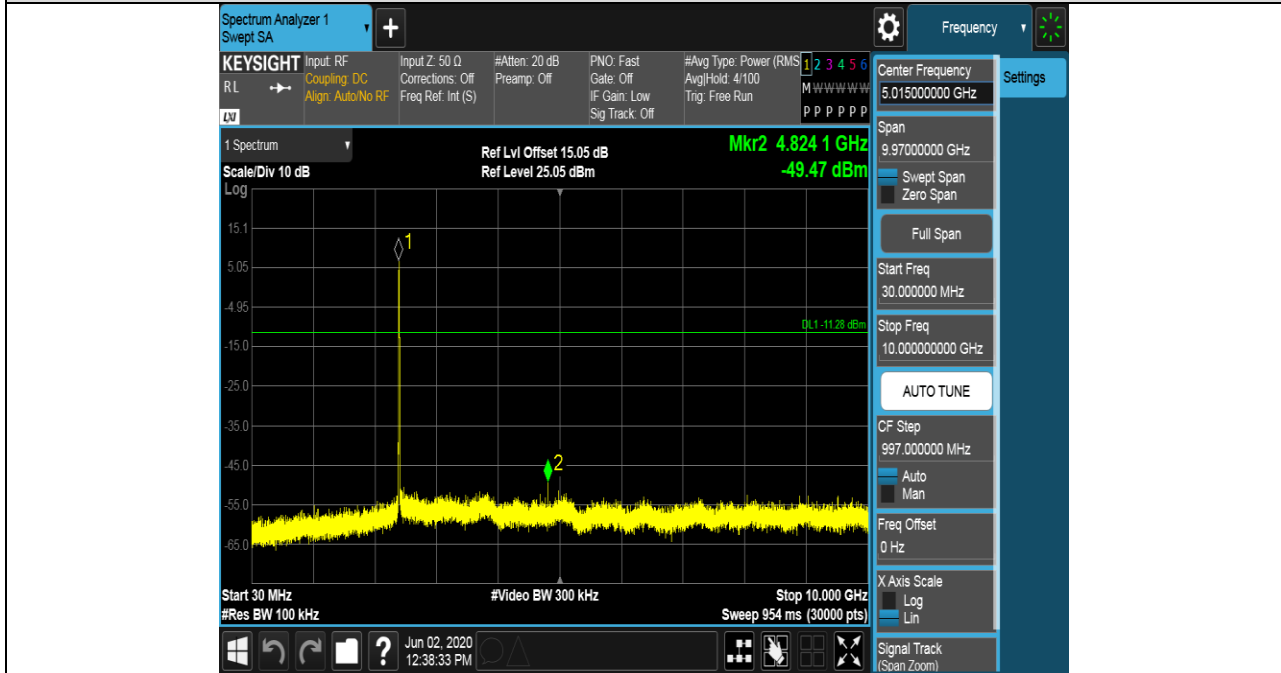 Spectrum Analyzer 1
Swept SA
+
Frequency
KEYSIGHT
RL
LXI
Input: RF
Coupling: DC
Align: Auto/No RF
Input Z: 50 Ω
Corrections: Off
Freq Ref: Int (S)
#Atten: 20 dB
Preamp: Off
PNO: Fast
Gate: Off
IF Gain: Low
Sig Track: Off
#Avg Type: Power (RMS
Avg|Hold: 4/100
Trig: Free Run
1 2 3 4 5 6
M W W W W W
P P P P P P
1 Spectrum
Scale/Div 10 dB
Ref Lvl Offset 15.05 dB
Ref Level 25.05 dBm
Mkr2 4.824 1 GHz
-49.47 dBm
Log
15.1
5.05
-4.95
-15.0
-25.0
-35.0
-45.0
-55.0
-65.0
1
DL1 -11.28 dBm
2
Start 30 MHz
#Res BW 100 kHz
#Video BW 300 kHz
Stop 10.000 GHz
Sweep 954 ms (30000 pts)
Center Frequency
5.015000000 GHz
Span
9.97000000 GHz
Swept Span
Zero Span
Full Span
Start Freq
30.000000 MHz
Stop Freq
10.000000000 GHz
AUTO TUNE
CF Step
997.000000 MHz
Auto
Man
Freq Offset
0 Hz
X Axis Scale
Log
Lin
Signal Track
(Span Zoom)
Settings
?
Jun 02, 2020
12:38:33 PM